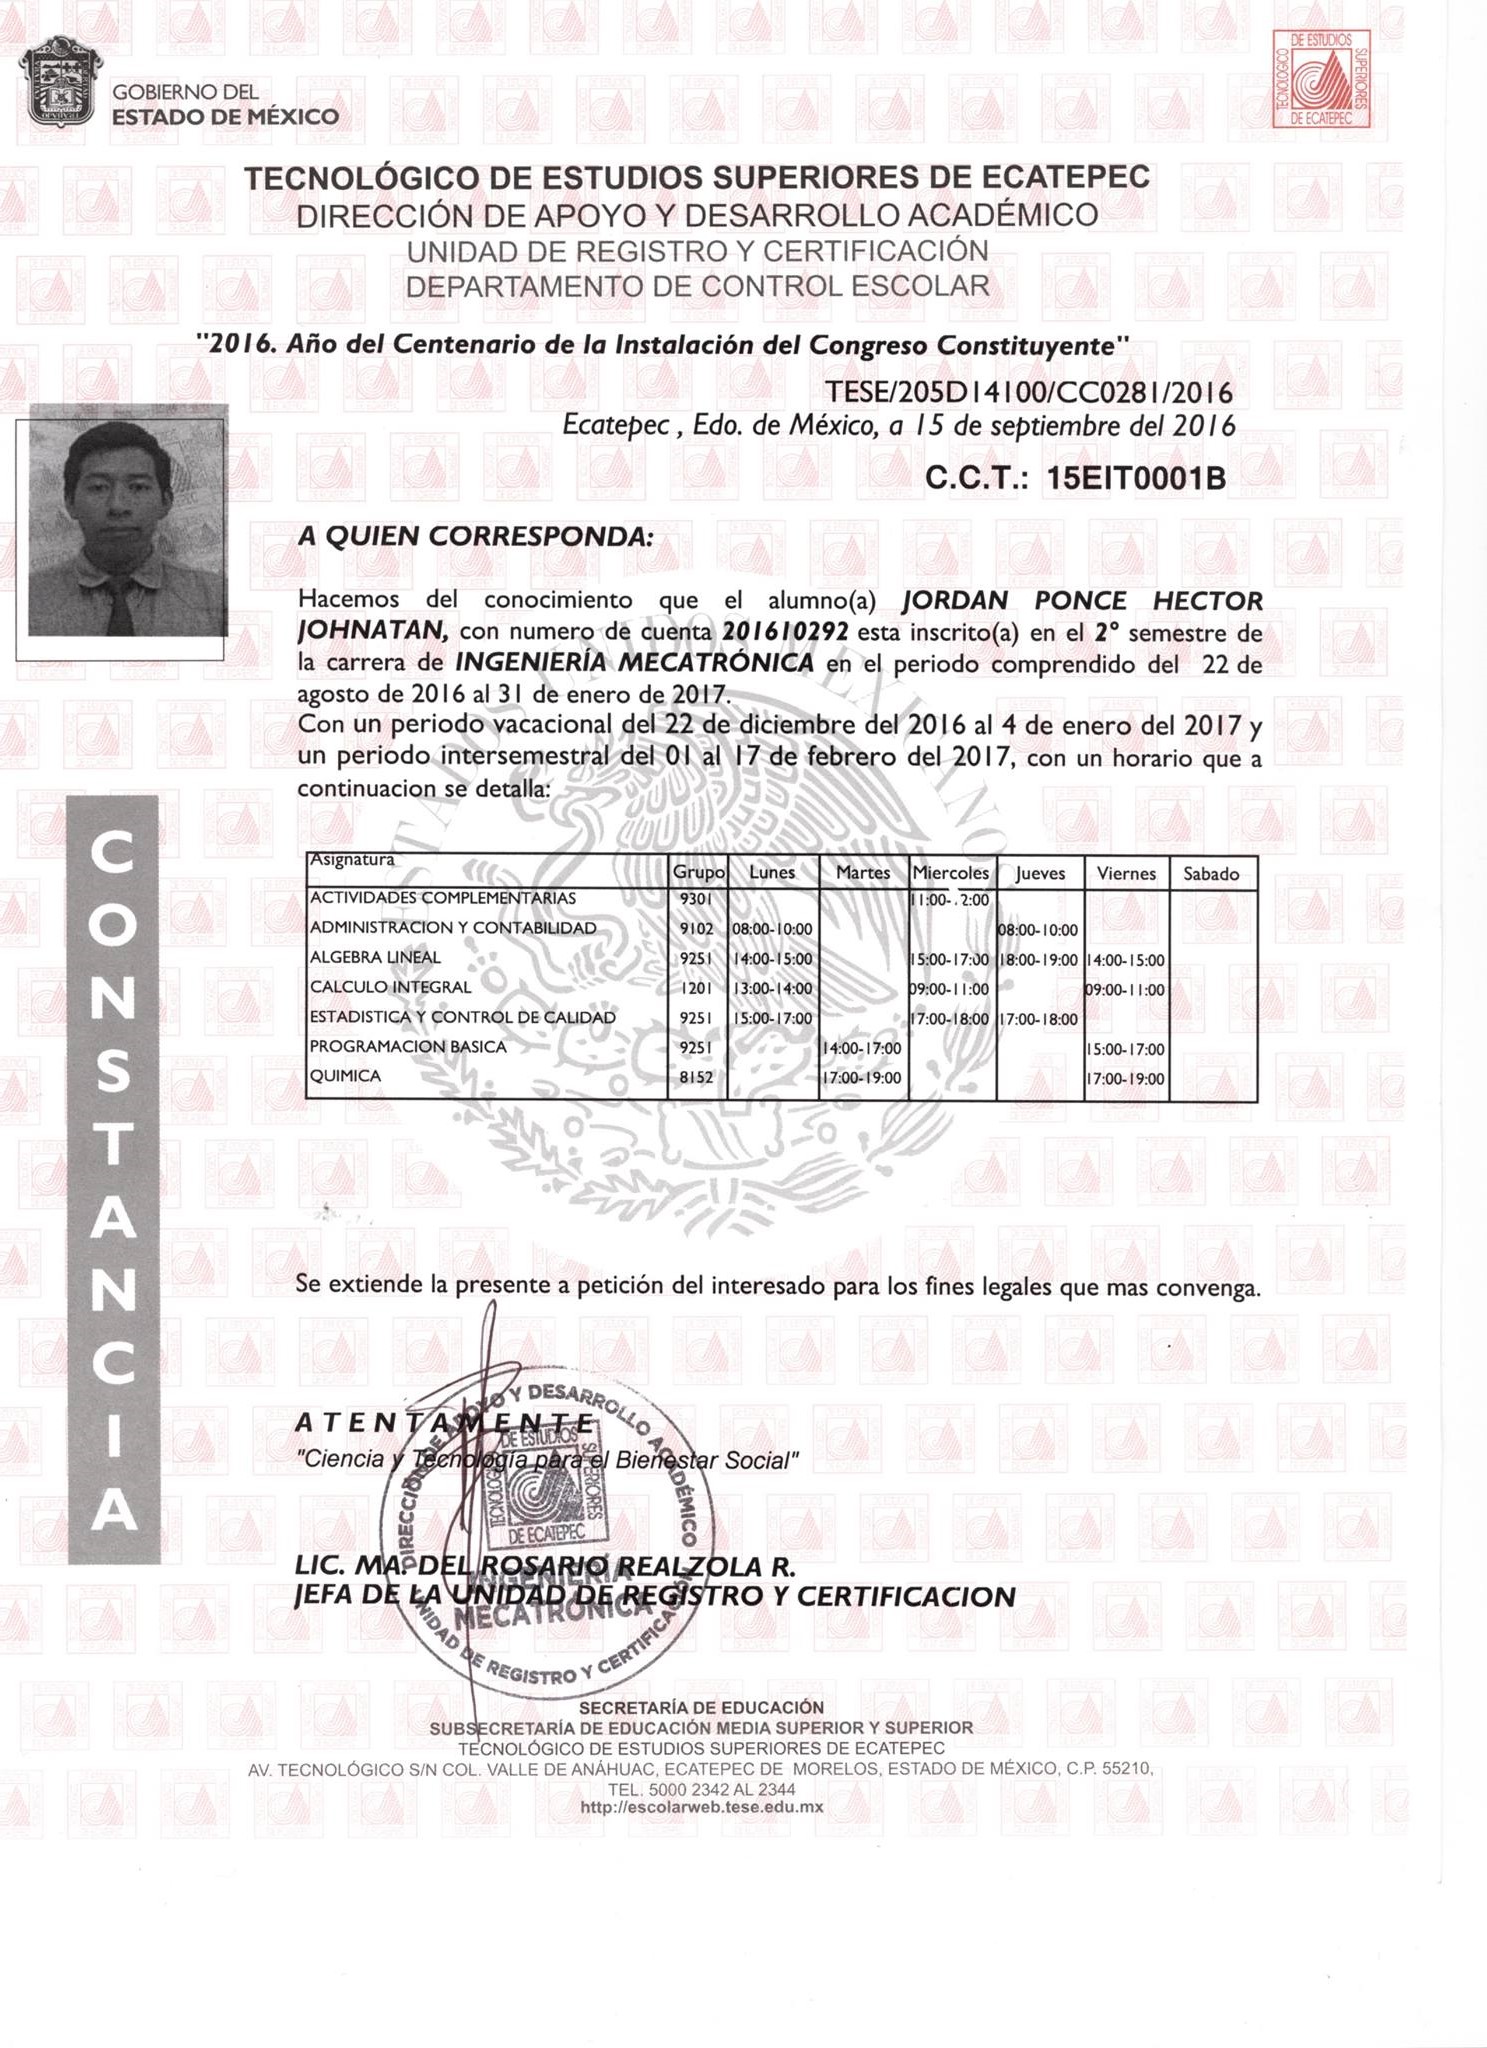 GOBIERNO DEL
ESTADO DE MÉXICO
DE ESTUDIOS
SUPERIORES
TECNOLÓGICO
DE ECATEPEC
TECNOLÓGICO DE ESTUDIOS SUPERIORES DE ECATEPEC
DIRECCIÓN DE APOYO Y DESARROLLO ACADÉMICO
UNIDAD DE REGISTRO Y CERTIFICACIÓN
DEPARTAMENTO DE CONTROL ESCOLAR
"2016. Año del Centenario de la Instalación del Congreso Constituyente"
TESE/205D14100/CC0281/2016
Ecatepec , Edo. de México, a 15 de septiembre del 2016
C.C.T.: 15EIT0001B
A QUIEN CORRESPONDA:
Hacemos del conocimiento que el alumno(a) JORDAN PONCE HECTOR
JOHNATAN, con numero de cuenta 201610292 esta inscrito(a) en el 2° semestre de
la carrera de INGENIERÍA MECATRÓNICA en el periodo comprendido del 22 de
agosto de 2016 al 31 de enero de 2017.
Con un periodo vacacional del 22 de diciembre del 2016 al 4 de enero del 2017 y
un periodo intersemestral del 01 al 17 de febrero del 2017, con un horario que a
continuacion se detalla:
ESTADOS UNIDOS MEXICANOS
CONSTANCIA
Asignatura Grupo Lunes Martes Miercoles Jueves Viernes Sabado
ACTIVIDADES COMPLEMENTARIAS 9301 11:00-.2:00
ADMINISTRACION Y CONTABILIDAD 9102 08:00-10:00 08:00-10:00
ALGEBRA LINEAL 9251 14:00-15:00 15:00-17:00 18:00-19:00 14:00-15:00
CALCULO INTEGRAL 1201 13:00-14:00 09:00-11:00 09:00-11:00
ESTADISTICA Y CONTROL DE CALIDAD 9251 15:00-17:00 17:00-18:00 17:00-18:00
PROGRAMACION BASICA 9251 14:00-17:00 15:00-17:00
QUIMICA 8152 17:00-19:00 17:00-19:00
Se extiende la presente a petición del interesado para los fines legales que mas convenga.
A T E N T A M E N T E
"Ciencia y Tecnología para el Bienestar Social"
DIRECCIÓN DE APOYO Y DESARROLLO ACADÉMICO
DE ESTUDIOS
SUPERIORES
TECNOLÓGICO
DE ECATEPEC
INGENIERÍA
MECATRÓNICA
UNIDAD DE REGISTRO Y CERTIFICACIÓN
LIC. MA. DEL ROSARIO REALZOLA R.
JEFA DE LA UNIDAD DE REGISTRO Y CERTIFICACION
SECRETARÍA DE EDUCACIÓN
SUBSECRETARÍA DE EDUCACIÓN MEDIA SUPERIOR Y SUPERIOR
TECNOLÓGICO DE ESTUDIOS SUPERIORES DE ECATEPEC
AV. TECNOLÓGICO S/N COL. VALLE DE ANÁHUAC, ECATEPEC DE MORELOS, ESTADO DE MÉXICO, C.P. 55210,
TEL. 5000 2342 AL 2344
http://escolarweb.tese.edu.mx